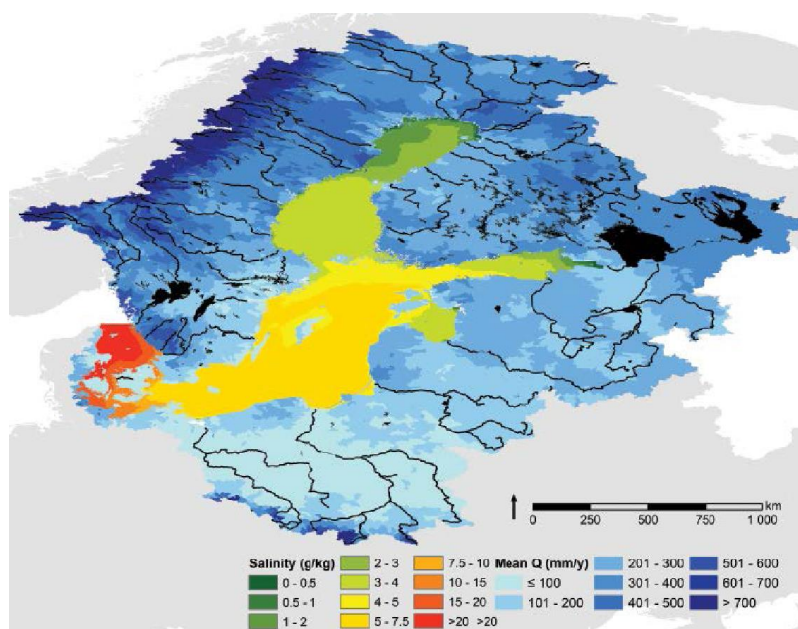 km
0 250 500 750 1 000
Salinity (g/kg) 2 - 3 7.5 - 10 Mean Q (mm/y) 201 - 300 501 - 600
0 - 0.5 3 - 4 10 - 15 ≤ 100 301 - 400 601 - 700
0.5 - 1 4 - 5 15 - 20 101 - 200 401 - 500 > 700
1 - 2 5 - 7.5 >20 >20